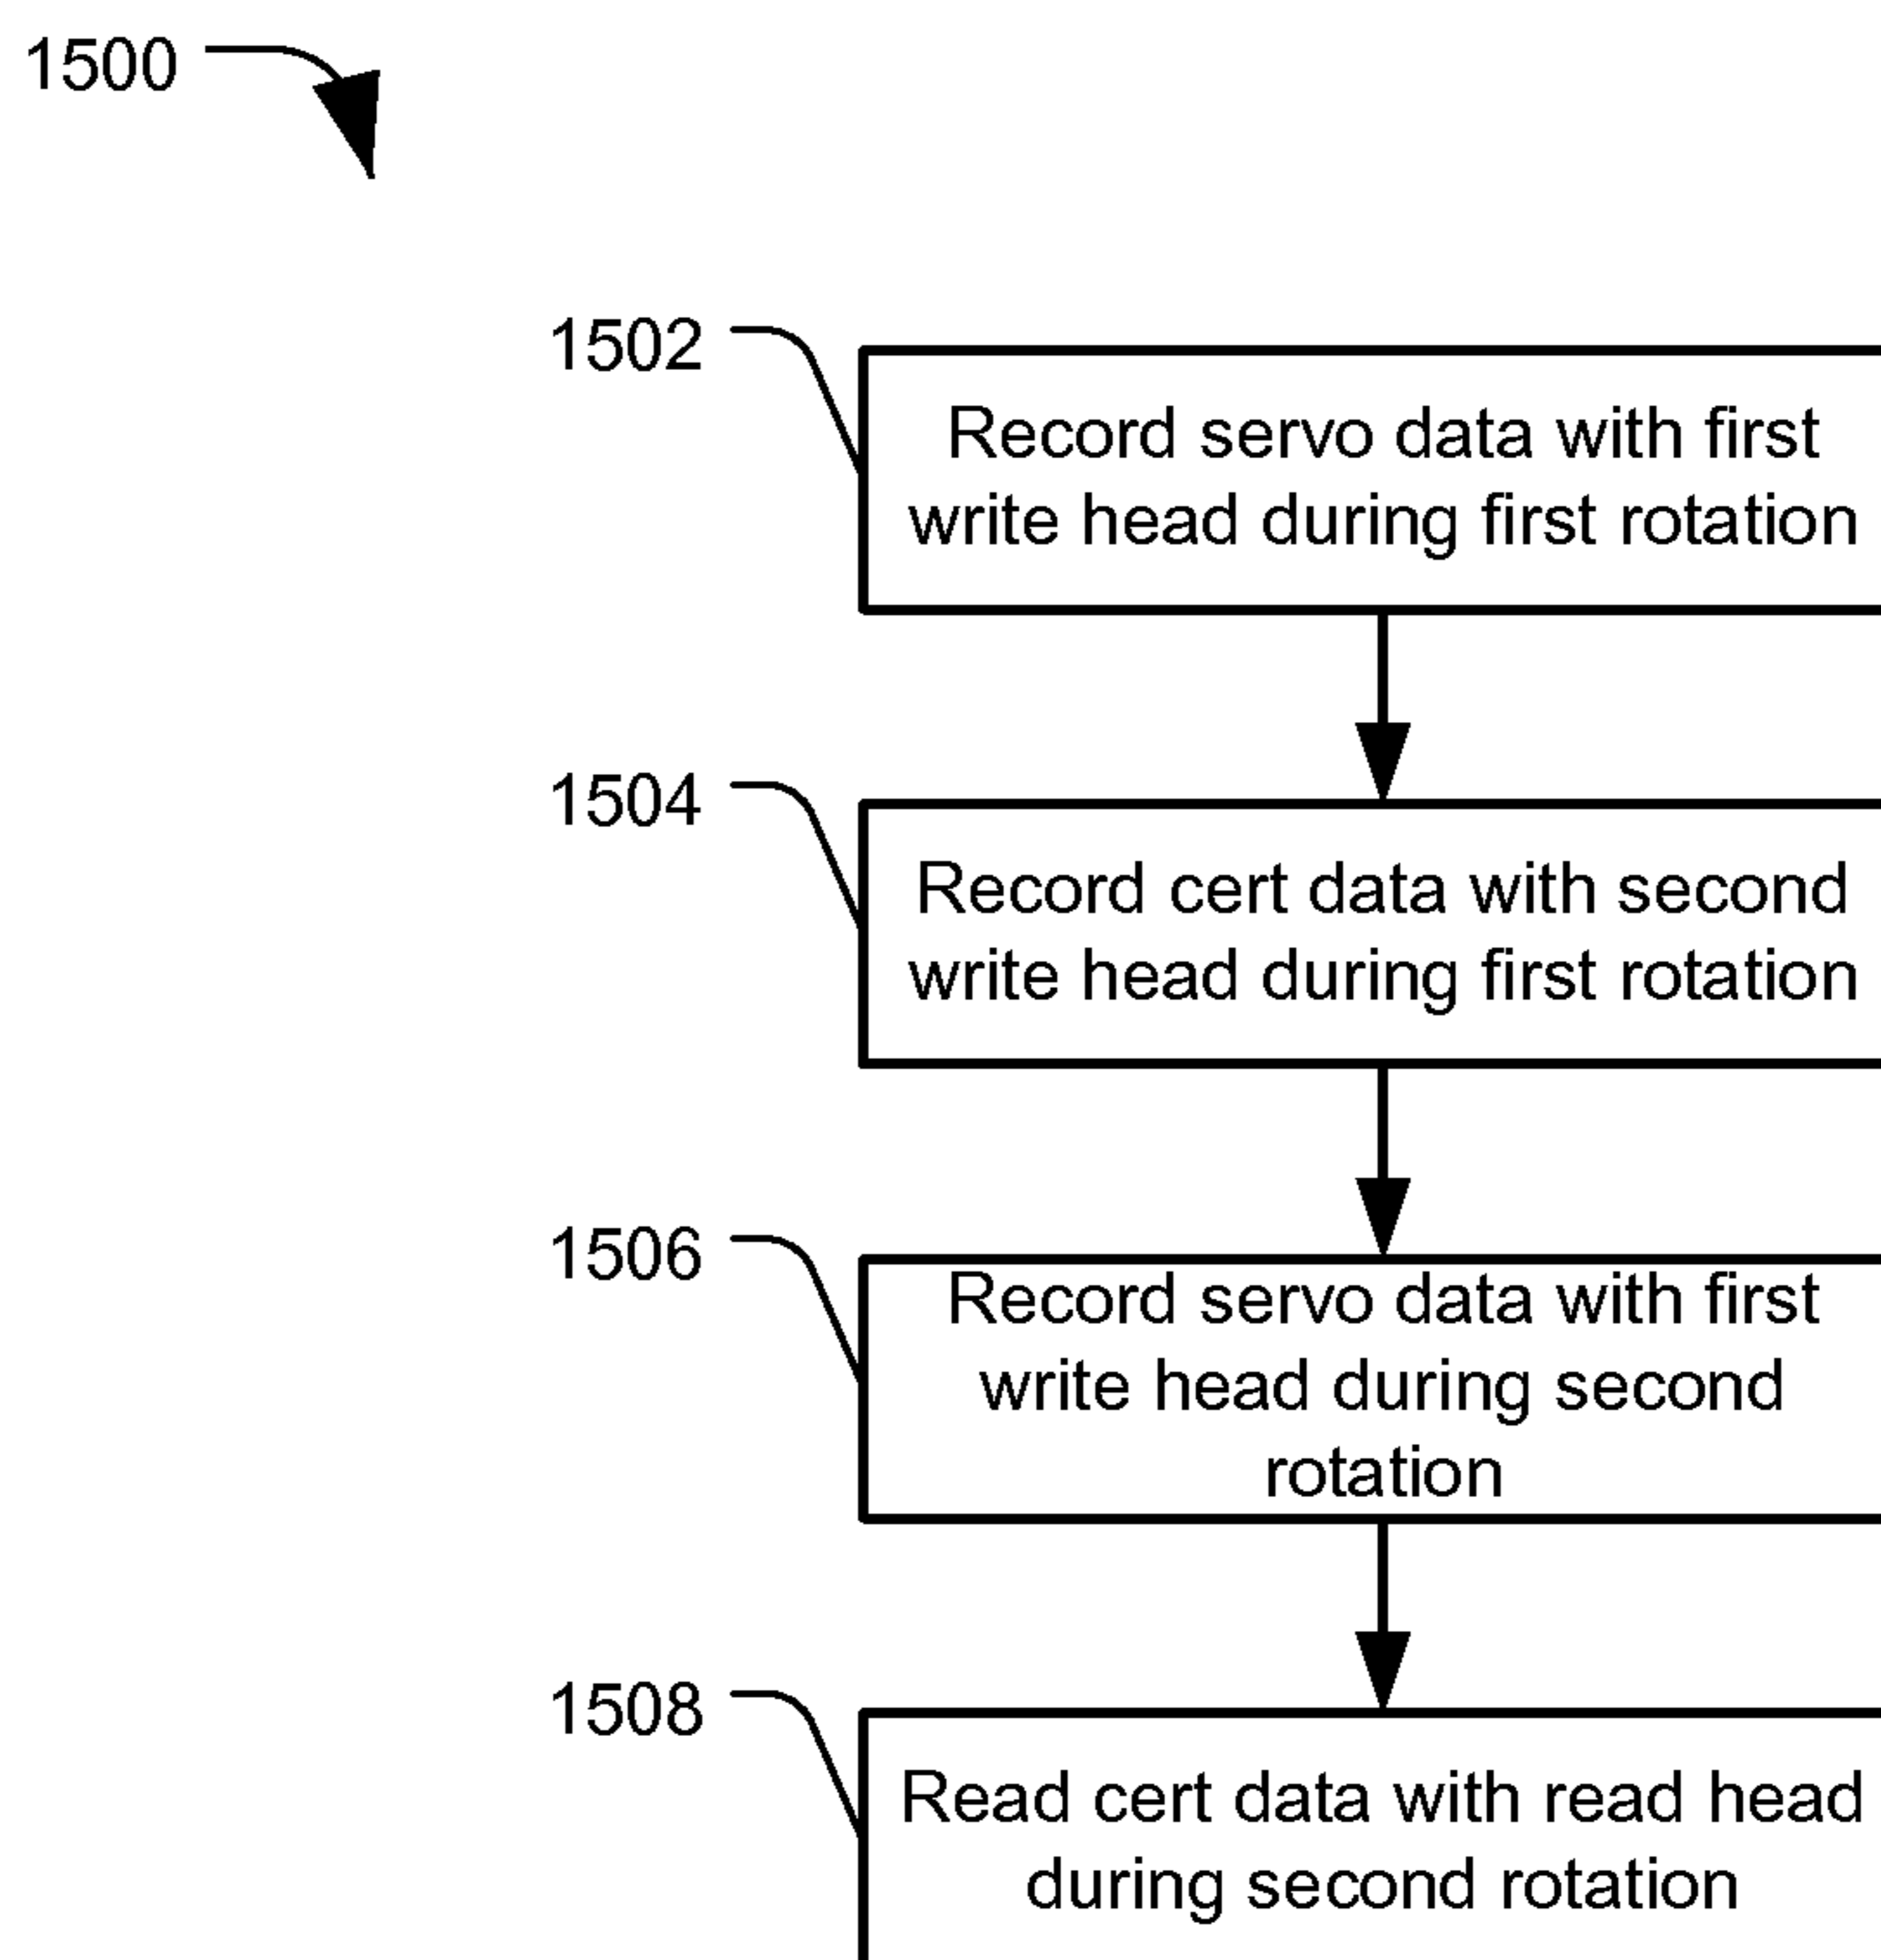 1500
1502
Record servo data with first
write head during first rotation
1504
Record cert data with second
write head during first rotation
1506
Record servo data with first
write head during second
rotation
1508
Read cert data with read head
during second rotation